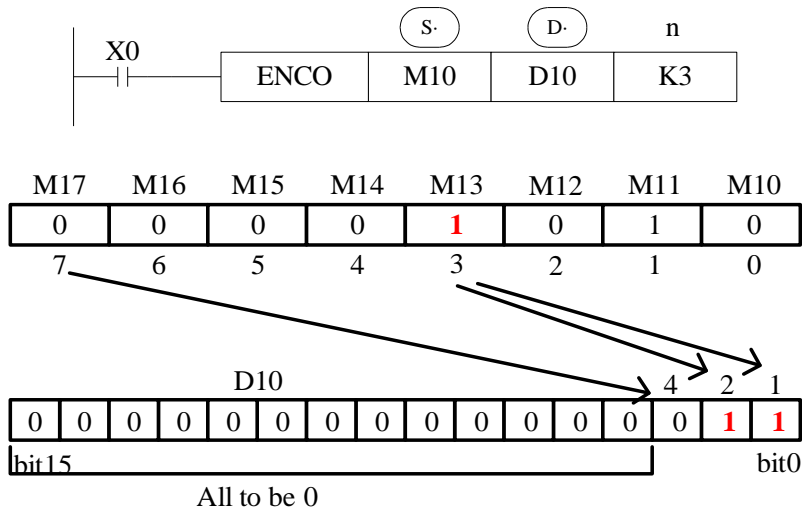 S· D· n
X0
ENCO M10 D10 K3
M17 M16 M15 M14 M13 M12 M11 M10
0 0 0 0 1 0 1 0
7 6 5 4 3 2 1 0
D10 4 2 1
0 0 0 0 0 0 0 0 0 0 0 0 0 0 1 1
bit15 bit0
All to be 0